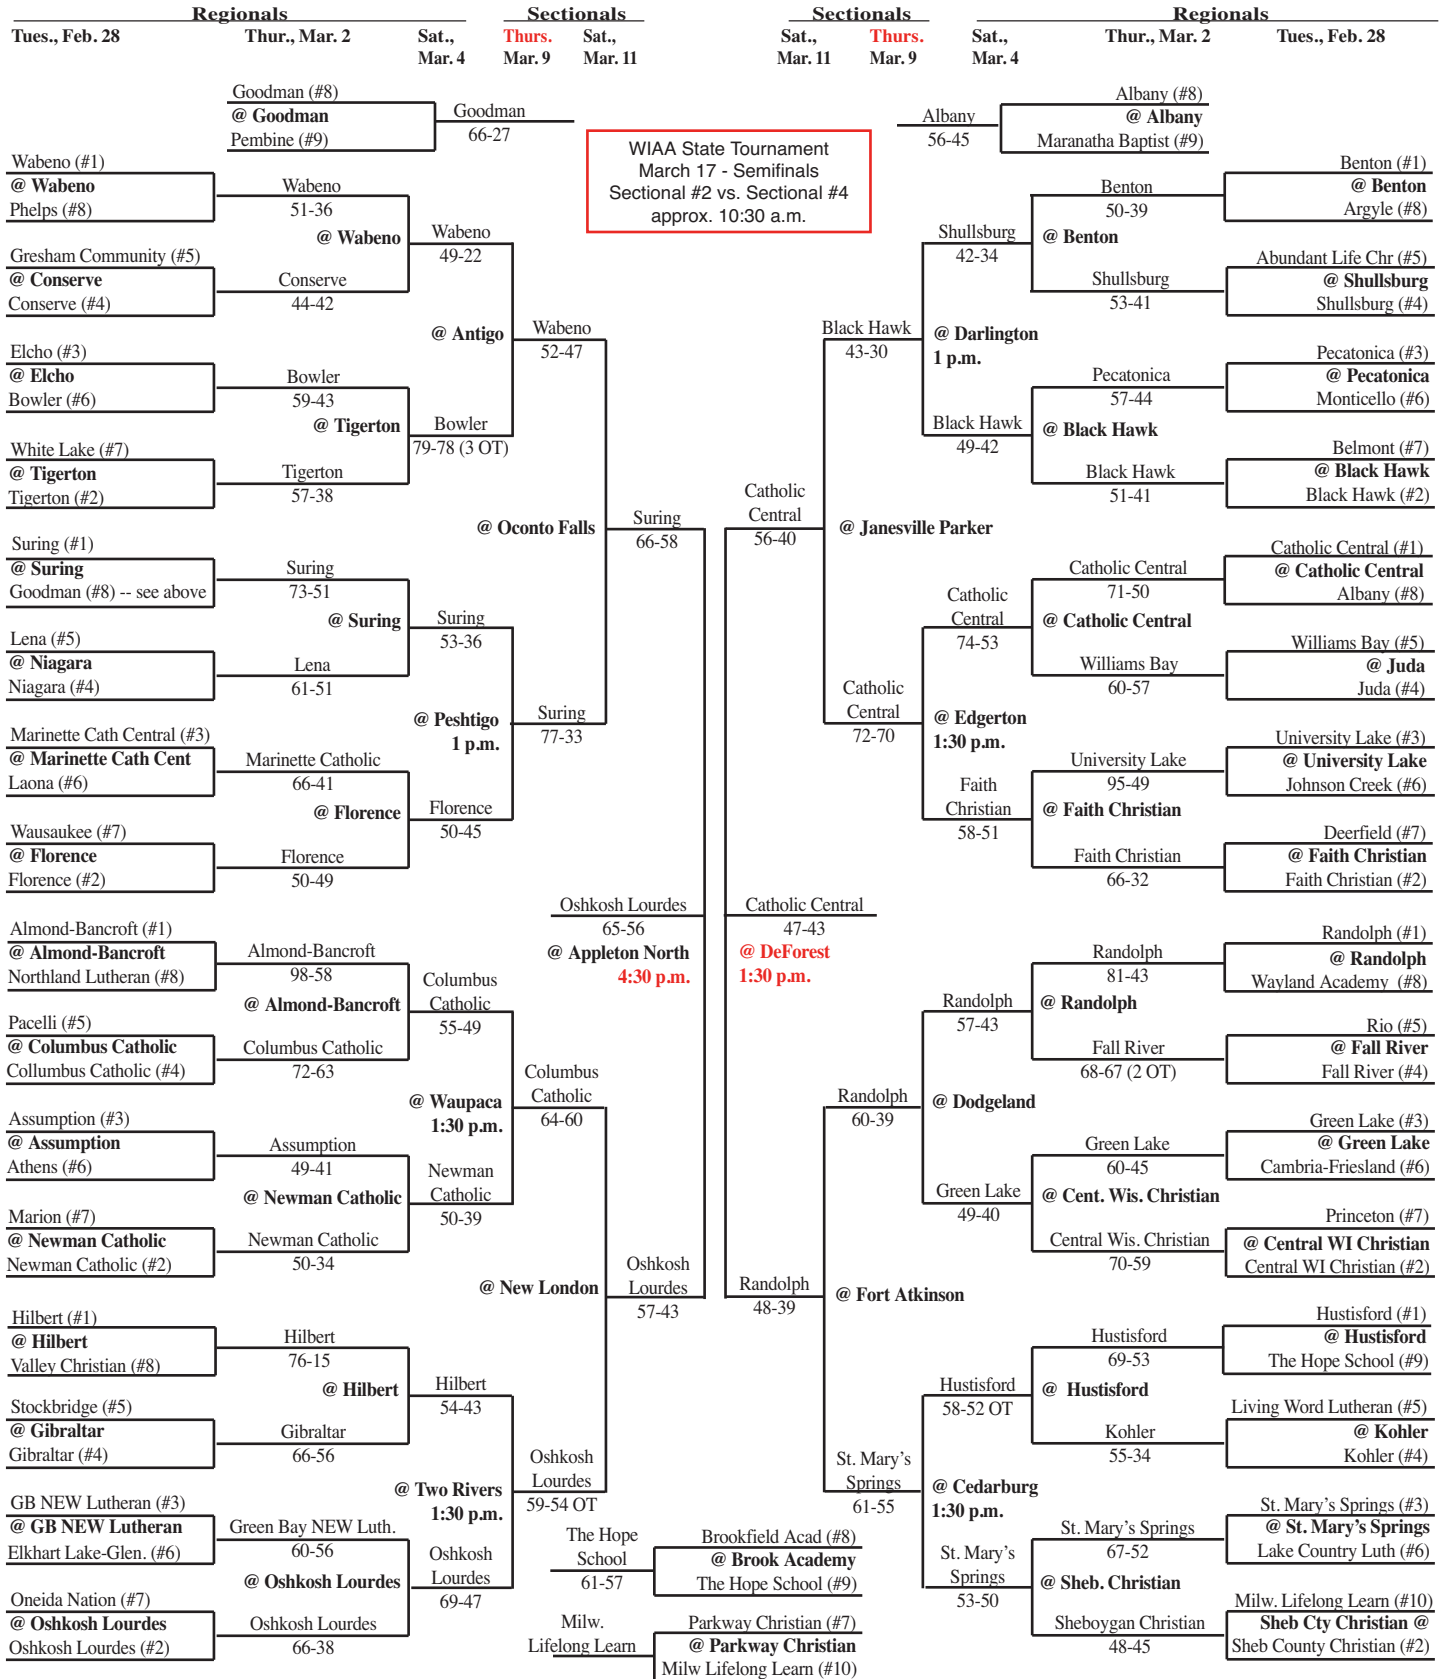 Regionals
Sectionals
Sectionals
Regionals
Tues., Feb. 28
Thur., Mar. 2
Sat.,
Mar. 4
Thurs.
Mar. 9
Sat.,
Mar. 11
Sat.,
Mar. 11
Thurs.
Mar. 9
Sat.,
Mar. 4
Thur., Mar. 2
Tues., Feb. 28
Goodman (#8)
@ Goodman
Pembine (#9)
Goodman
66-27
WIAA State Tournament
March 17 - Semifinals
Sectional #2 vs. Sectional #4
approx. 10:30 a.m.
Albany
56-45
Albany (#8)
@ Albany
Maranatha Baptist (#9)
Wabeno (#1)
@ Wabeno
Phelps (#8)
Gresham Community (#5)
@ Conserve
Conserve (#4)
Elcho (#3)
@ Elcho
Bowler (#6)
White Lake (#7)
@ Tigerton
Tigerton (#2)
Suring (#1)
@ Suring
Goodman (#8) -- see above
Lena (#5)
@ Niagara
Niagara (#4)
Marinette Cath Central (#3)
@ Marinette Cath Cent
Laona (#6)
Wausaukee (#7)
@ Florence
Florence (#2)
Almond-Bancroft (#1)
@ Almond-Bancroft
Northland Lutheran (#8)
Pacelli (#5)
@ Columbus Catholic
Collumbus Catholic (#4)
Assumption (#3)
@ Assumption
Athens (#6)
Marion (#7)
@ Newman Catholic
Newman Catholic (#2)
Hilbert (#1)
@ Hilbert
Valley Christian (#8)
Stockbridge (#5)
@ Gibraltar
Gibraltar (#4)
GB NEW Lutheran (#3)
@ GB NEW Lutheran
Elkhart Lake-Glen. (#6)
Oneida Nation (#7)
@ Oshkosh Lourdes
Oshkosh Lourdes (#2)
Wabeno
51-36
@ Wabeno
Conserve
44-42
Bowler
59-43
@ Tigerton
Tigerton
57-38
Suring
73-51
@ Suring
Lena
61-51
Marinette Catholic
66-41
@ Florence
Florence
50-49
Almond-Bancroft
98-58
@ Almond-Bancroft
Columbus Catholic
72-63
Assumption
49-41
@ Newman Catholic
Newman Catholic
50-34
Hilbert
76-15
@ Hilbert
Gibraltar
66-56
Green Bay NEW Luth.
60-56
@ Oshkosh Lourdes
Oshkosh Lourdes
66-38
Wabeno
49-22
@ Antigo
Bowler
79-78 (3 OT)
Suring
53-36
@ Peshtigo
1 p.m.
Florence
50-45
Columbus
Catholic
55-49
@ Waupaca
1:30 p.m.
Newman
Catholic
50-39
Hilbert
54-43
@ Two Rivers
1:30 p.m.
Oshkosh
Lourdes
69-47
Wabeno
52-47
@ Oconto Falls
Suring
77-33
Columbus
Catholic
64-60
@ New London
Oshkosh
Lourdes
59-54 OT
Suring
66-58
Oshkosh Lourdes
65-56
@ Appleton North
4:30 p.m.
Oshkosh
Lourdes
57-43
Catholic
Central
56-40
Catholic Central
47-43
@ DeForest
1:30 p.m.
Randolph
48-39
Black Hawk
43-30
@ Janesville Parker
Catholic
Central
72-70
Randolph
60-39
@ Fort Atkinson
St. Mary's
Springs
61-55
Shullsburg
42-34
@ Darlington
1 p.m.
Black Hawk
49-42
Catholic
Central
74-53
@ Edgerton
1:30 p.m.
Faith
Christian
58-51
Randolph
57-43
@ Dodgeland
Green Lake
49-40
Hustisford
58-52 OT
@ Cedarburg
1:30 p.m.
St. Mary's
Springs
53-50
Benton
50-39
@ Benton
Shullsburg
53-41
Pecatonica
57-44
@ Black Hawk
Black Hawk
51-41
Catholic Central
71-50
@ Catholic Central
Williams Bay
60-57
University Lake
95-49
@ Faith Christian
Faith Christian
66-32
Randolph
81-43
@ Randolph
Fall River
68-67 (2 OT)
Green Lake
60-45
@ Cent. Wis. Christian
Central Wis. Christian
70-59
Hustisford
69-53
@ Hustisford
Kohler
55-34
St. Mary's Springs
67-52
@ Sheb. Christian
Sheboygan Christian
48-45
Benton (#1)
@ Benton
Argyle (#8)
Abundant Life Chr (#5)
@ Shullsburg
Shullsburg (#4)
Pecatonica (#3)
@ Pecatonica
Monticello (#6)
Belmont (#7)
@ Black Hawk
Black Hawk (#2)
Catholic Central (#1)
@ Catholic Central
Albany (#8)
Williams Bay (#5)
@ Juda
Juda (#4)
University Lake (#3)
@ University Lake
Johnson Creek (#6)
Deerfield (#7)
@ Faith Christian
Faith Christian (#2)
Randolph (#1)
@ Randolph
Wayland Academy (#8)
Rio (#5)
@ Fall River
Fall River (#4)
Green Lake (#3)
@ Green Lake
Cambria-Friesland (#6)
Princeton (#7)
@ Central WI Christian
Central WI Christian (#2)
Hustisford (#1)
@ Hustisford
The Hope School (#9)
Living Word Lutheran (#5)
@ Kohler
Kohler (#4)
St. Mary's Springs (#3)
@ St. Mary's Springs
Lake Country Luth (#6)
Milw. Lifelong Learn (#10)
Sheb Cty Christian @
Sheb County Christian (#2)
The Hope
School
61-57
Brookfield Acad (#8)
@ Brook Academy
The Hope School (#9)
Milw.
Lifelong Learn
Parkway Christian (#7)
@ Parkway Christian
Milw Lifelong Learn (#10)